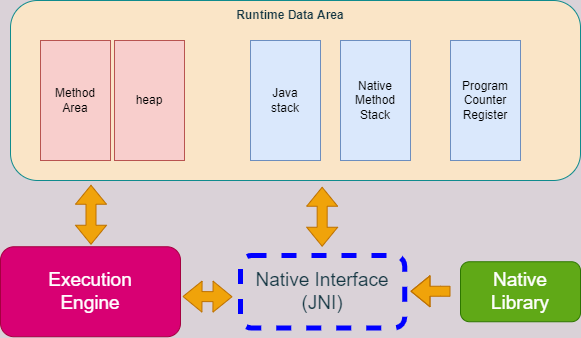 Runtime Data Area
Method
Area
heap
Java
stack
Native
Method
Stack
Program
Counter
Register
Execution
Engine
Native Interface
(JNI)
Native
Library